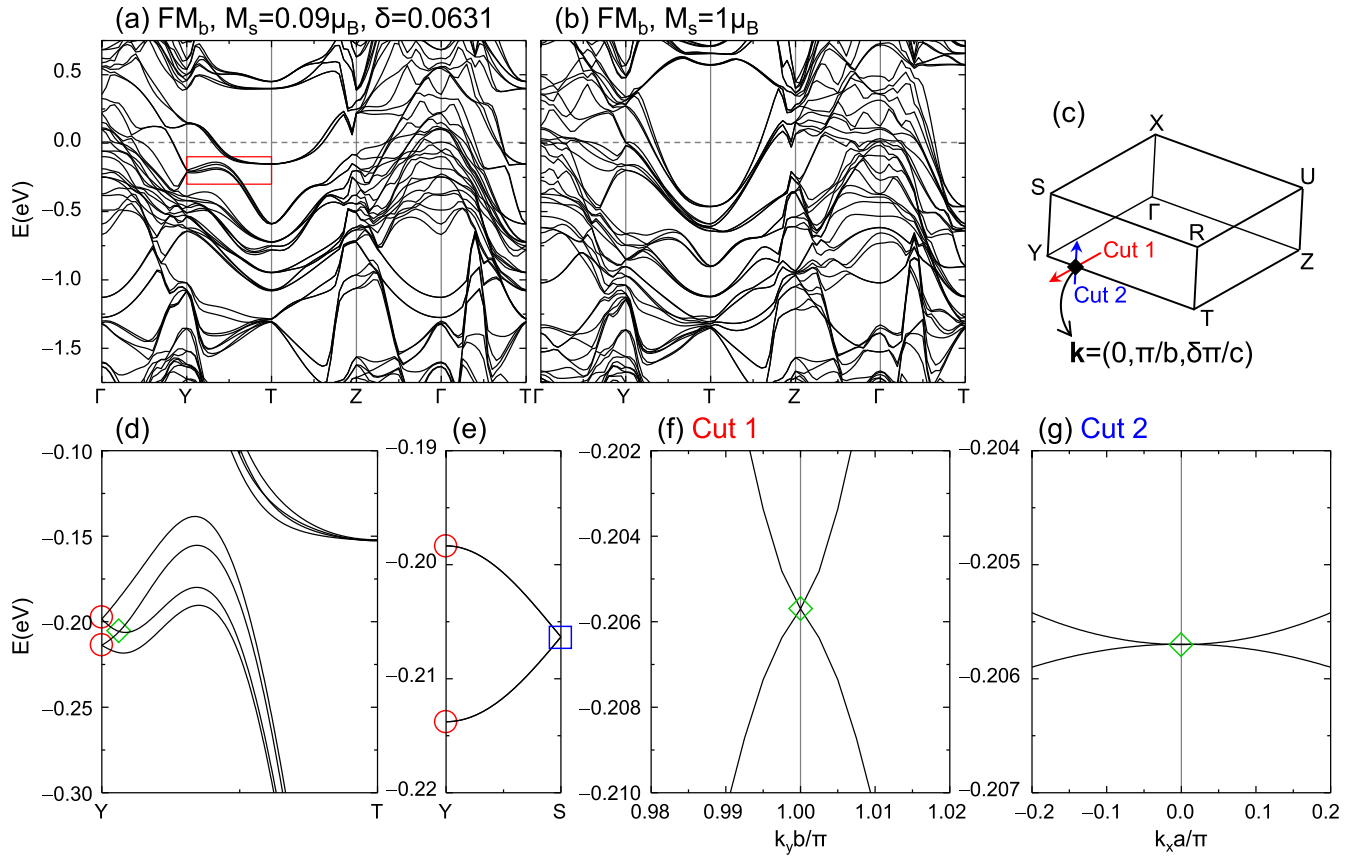 (a) FM_b, M_s=0.09μ_B, δ=0.0631
(b) FM_b, M_s=1μ_B
E(eV)
0.5
0.0
−0.5
−1.0
−1.5
Γ Y T Z Γ T
Γ Y T Z Γ T
(c)
X
S
U
Γ
R
Y
Cut 1
Z
Cut 2
T
k=(0,π/b,δπ/c)
(d)
E(eV)
−0.10
−0.15
−0.20
−0.25
−0.30
Y T
(e)
−0.19
−0.20
−0.21
−0.22
Y S
(f) Cut 1
−0.202
−0.204
−0.206
−0.208
−0.210
0.98 0.99 1.00 1.01 1.02
k_yb/π
(g) Cut 2
−0.204
−0.205
−0.206
−0.207
−0.2 −0.1 0.0 0.1 0.2
k_xa/π